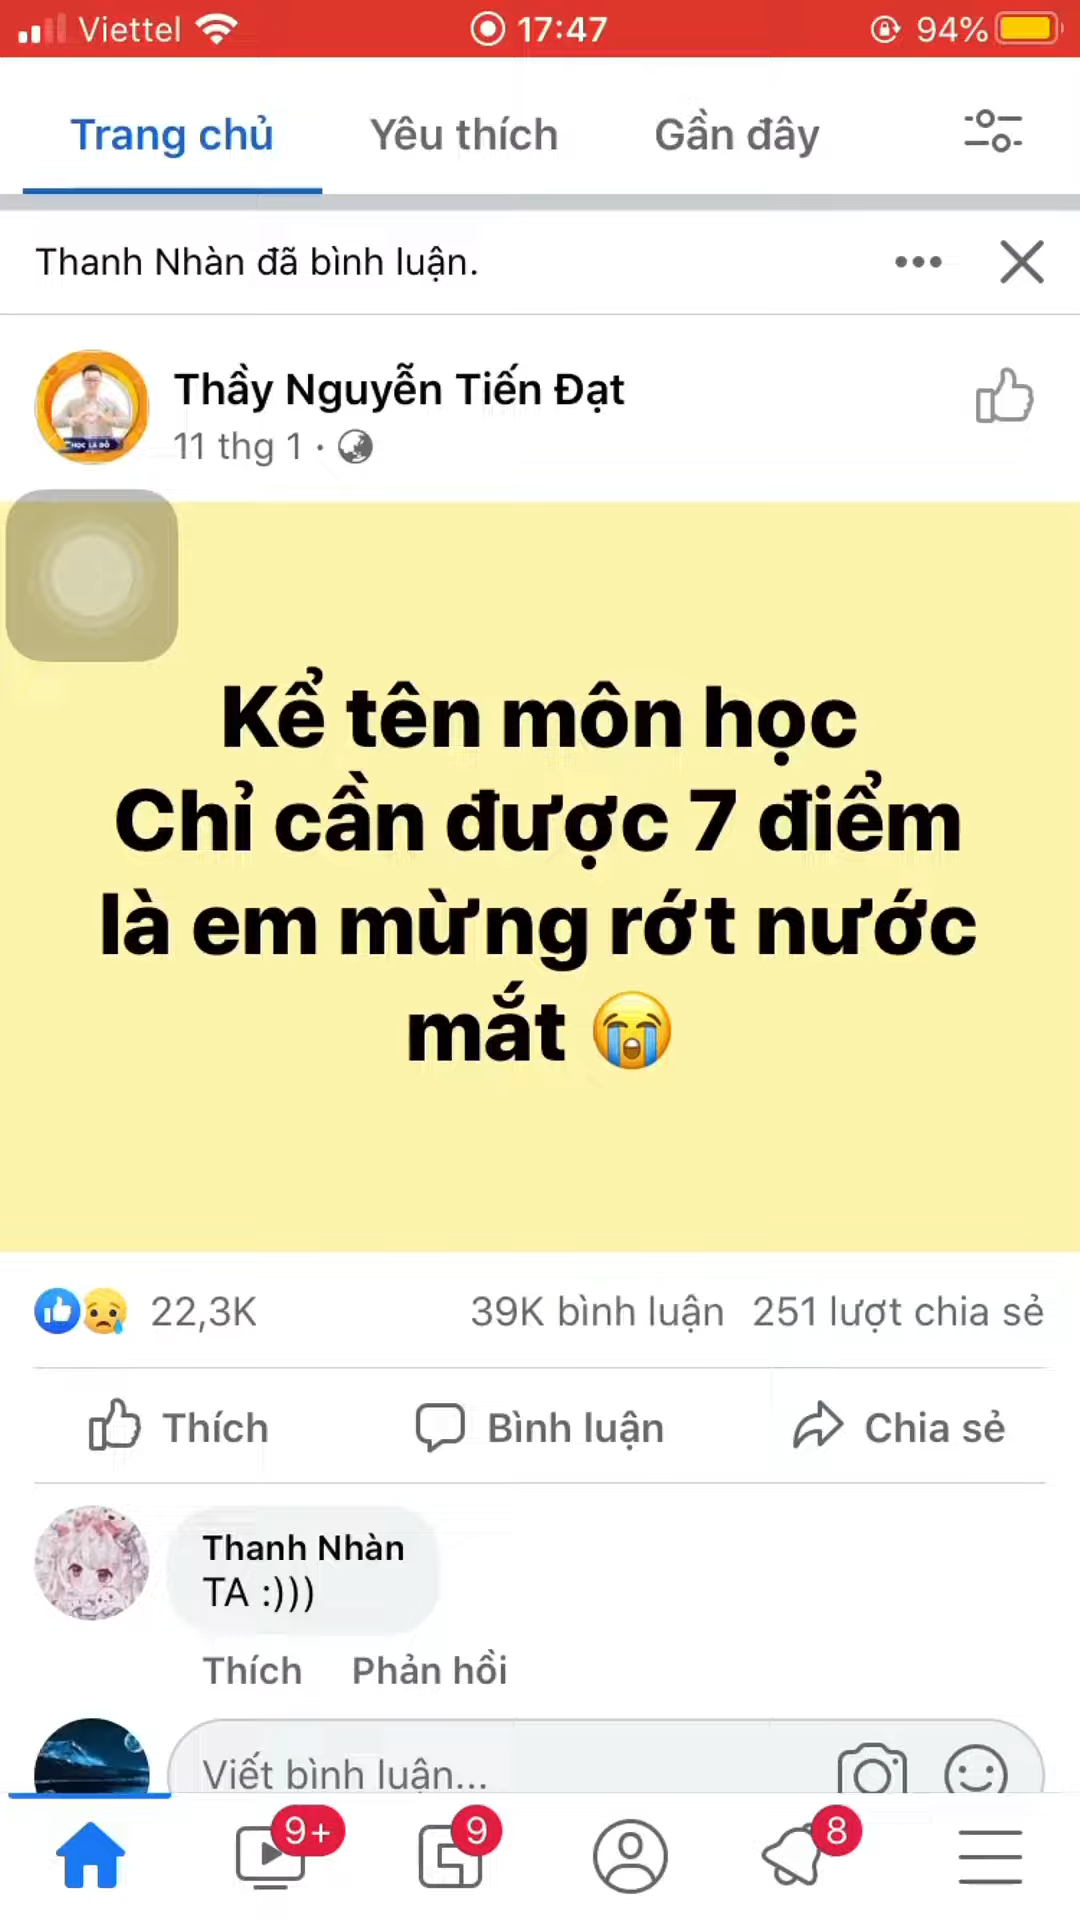 Viettel 17:47 94%
Trang chủ Yêu thích Gần đây
Thanh Nhàn đã bình luận.
Thầy Nguyễn Tiến Đạt
HỌC LÀ ĐỖ
11 thg 1 ·
Kể tên môn học
Chỉ cần được 7 điểm
là em mừng rớt nước
mắt 😭
22,3K 39K bình luận 251 lượt chia sẻ
Thích Bình luận Chia sẻ
Thanh Nhàn
TA :)))
Thích Phản hồi
Viết bình luận...
9+ 9 8